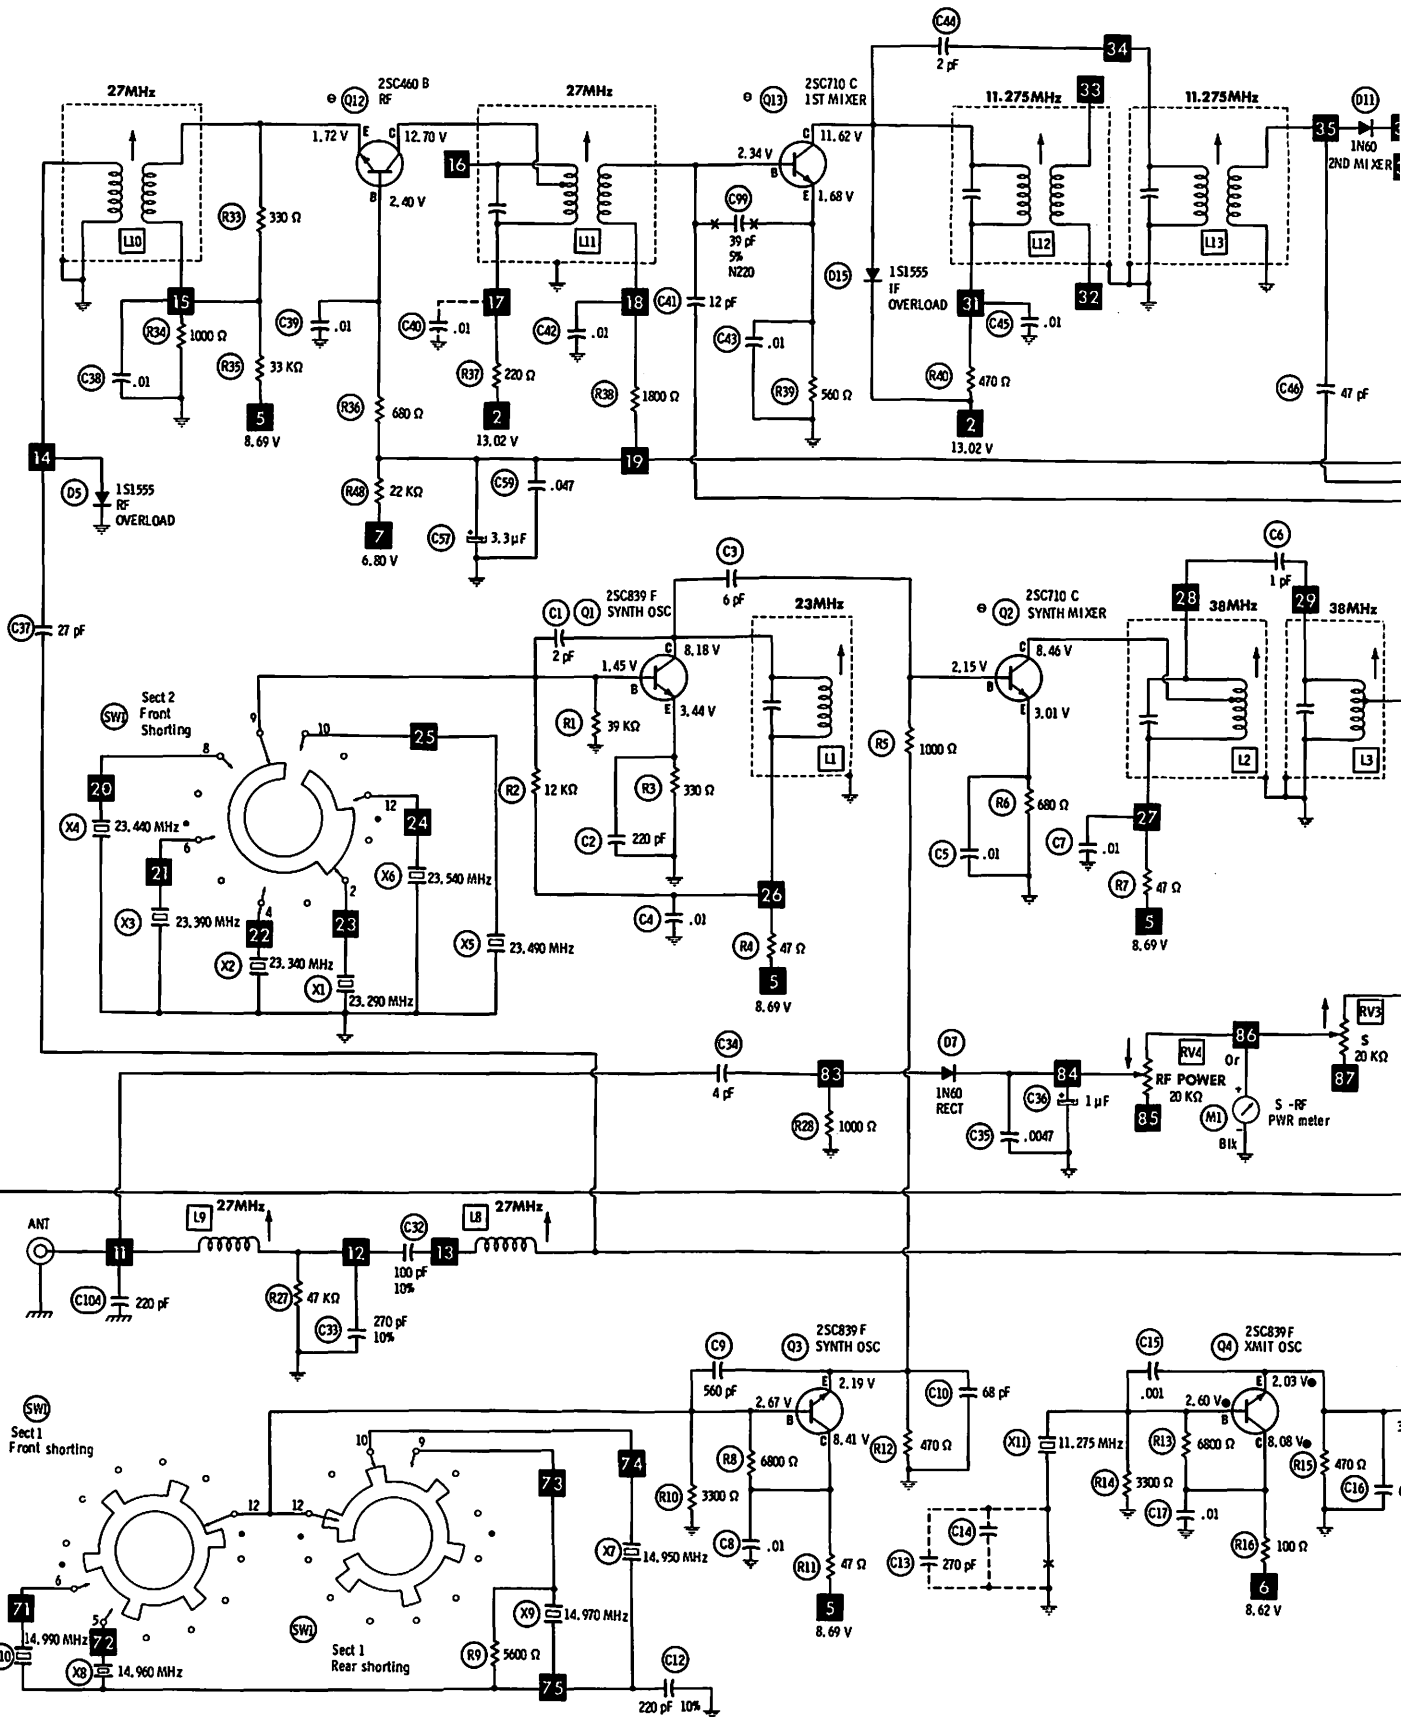 C44
2 pF
34
27MHz
⊖ Q12
2SC460 B
RF
27MHz
⊖ Q13
2SC710 C
1ST MIXER
11.275MHz
33
11.275MHz
D11
1.72 V
E
C
12.70 V
C
11.62 V
35
1N60
2ND MIXER
16
2.34 V
B
B
2.40 V
E
1.68 V
C99
39 pF
5%
N220
R33
330 Ω
L10
L11
L12
L13
D15
1S1555
IF
OVERLOAD
15
C39
.01
C40
.01
17
C42
.01
18
C41
12 pF
31
32
C45
.01
R34
1000 Ω
C43
.01
C38
.01
R35
33 KΩ
R37
220 Ω
R38
1800 Ω
R39
560 Ω
R40
470 Ω
C46
47 pF
5
8.69 V
R36
680 Ω
2
13.02 V
2
13.02 V
14
19
D5
1S1555
RF
OVERLOAD
R48
22 KΩ
C59
.047
7
6.80 V
C57
+
3.3 µF
C3
6 pF
C6
1 pF
C37
27 pF
C1
2 pF
Q1
2SC839 F
SYNTH OSC
23MHz
⊖ Q2
2SC710 C
SYNTH MIXER
28
38MHz
29
38MHz
C
8.18 V
1.45 V
B
E
3.44 V
C
8.46 V
2.15 V
B
E
3.01 V
SW1
Sect 2
Front
Shorting
9
10
25
8
R1
39 KΩ
R5
1000 Ω
L1
L2
L3
20
12
24
R2
12 KΩ
R3
330 Ω
R6
680 Ω
27
X4
23.440 MHz
6
C2
220 pF
C5
.01
C7
.01
21
X6
23.540 MHz
R7
47 Ω
2
26
X3
23.390 MHz
4
22
23
C4
.01
5
8.69 V
X5
23.490 MHz
R4
47 Ω
X2
23.340 MHz
X1
23.290 MHz
5
8.69 V
RV3
S
20 KΩ
87
C34
4 pF
83
D7
1N60
RECT
84
RV4
RF POWER
20 KΩ
85
86
Or
R28
1000 Ω
C36
+
1 µF
C35
.0047
M1
+
−
Blk
S -RF
PWR meter
ANT
L9
27MHz
L8
27MHz
11
12
C32
100 pF
10%
13
C104
220 pF
R27
47 KΩ
C33
270 pF
10%
C9
560 pF
Q3
2SC839 F
SYNTH OSC
C15
.001
Q4
2SC839 F
XMIT OSC
E
2.19 V
2.67 V
B
C
8.41 V
C10
68 pF
R12
470 Ω
E
2.03 V●
2.60 V●
B
C
8.08 V●
SW1
Sect 1
Front shorting
10
9
74
73
R8
6800 Ω
X11
11.275 MHz
R13
6800 Ω
R15
470 Ω
C16
R10
3300 Ω
R14
3300 Ω
12
12
C17
.01
C14
C13
270 pF
R16
100 Ω
C8
.01
R11
47 Ω
X7
14.950 MHz
6
71
5
72
SW1
Sect 1
Rear shorting
X9
14.970 MHz
5
8.69 V
6
8.62 V
14.990 MHz
X8
14.960 MHz
R9
5600 Ω
75
C12
220 pF 10%